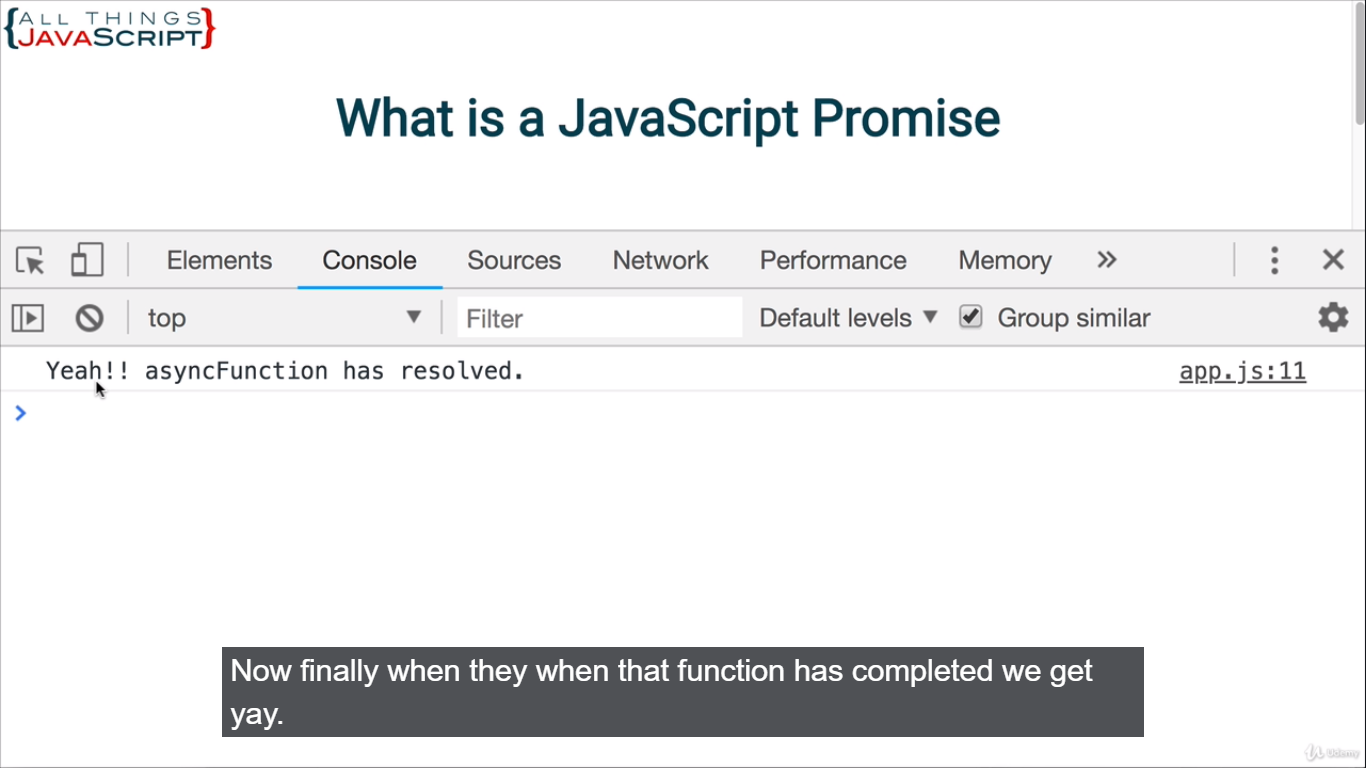 {ALL THINGS
JAVASCRIPT}
What is a JavaScript Promise
Elements Console Sources Network Performance Memory »
top ▼ Filter Default levels ▼ Group similar
Yeah!! asyncFunction has resolved. app.js:11
>
Now finally when they when that function has completed we get
yay.
Udemy